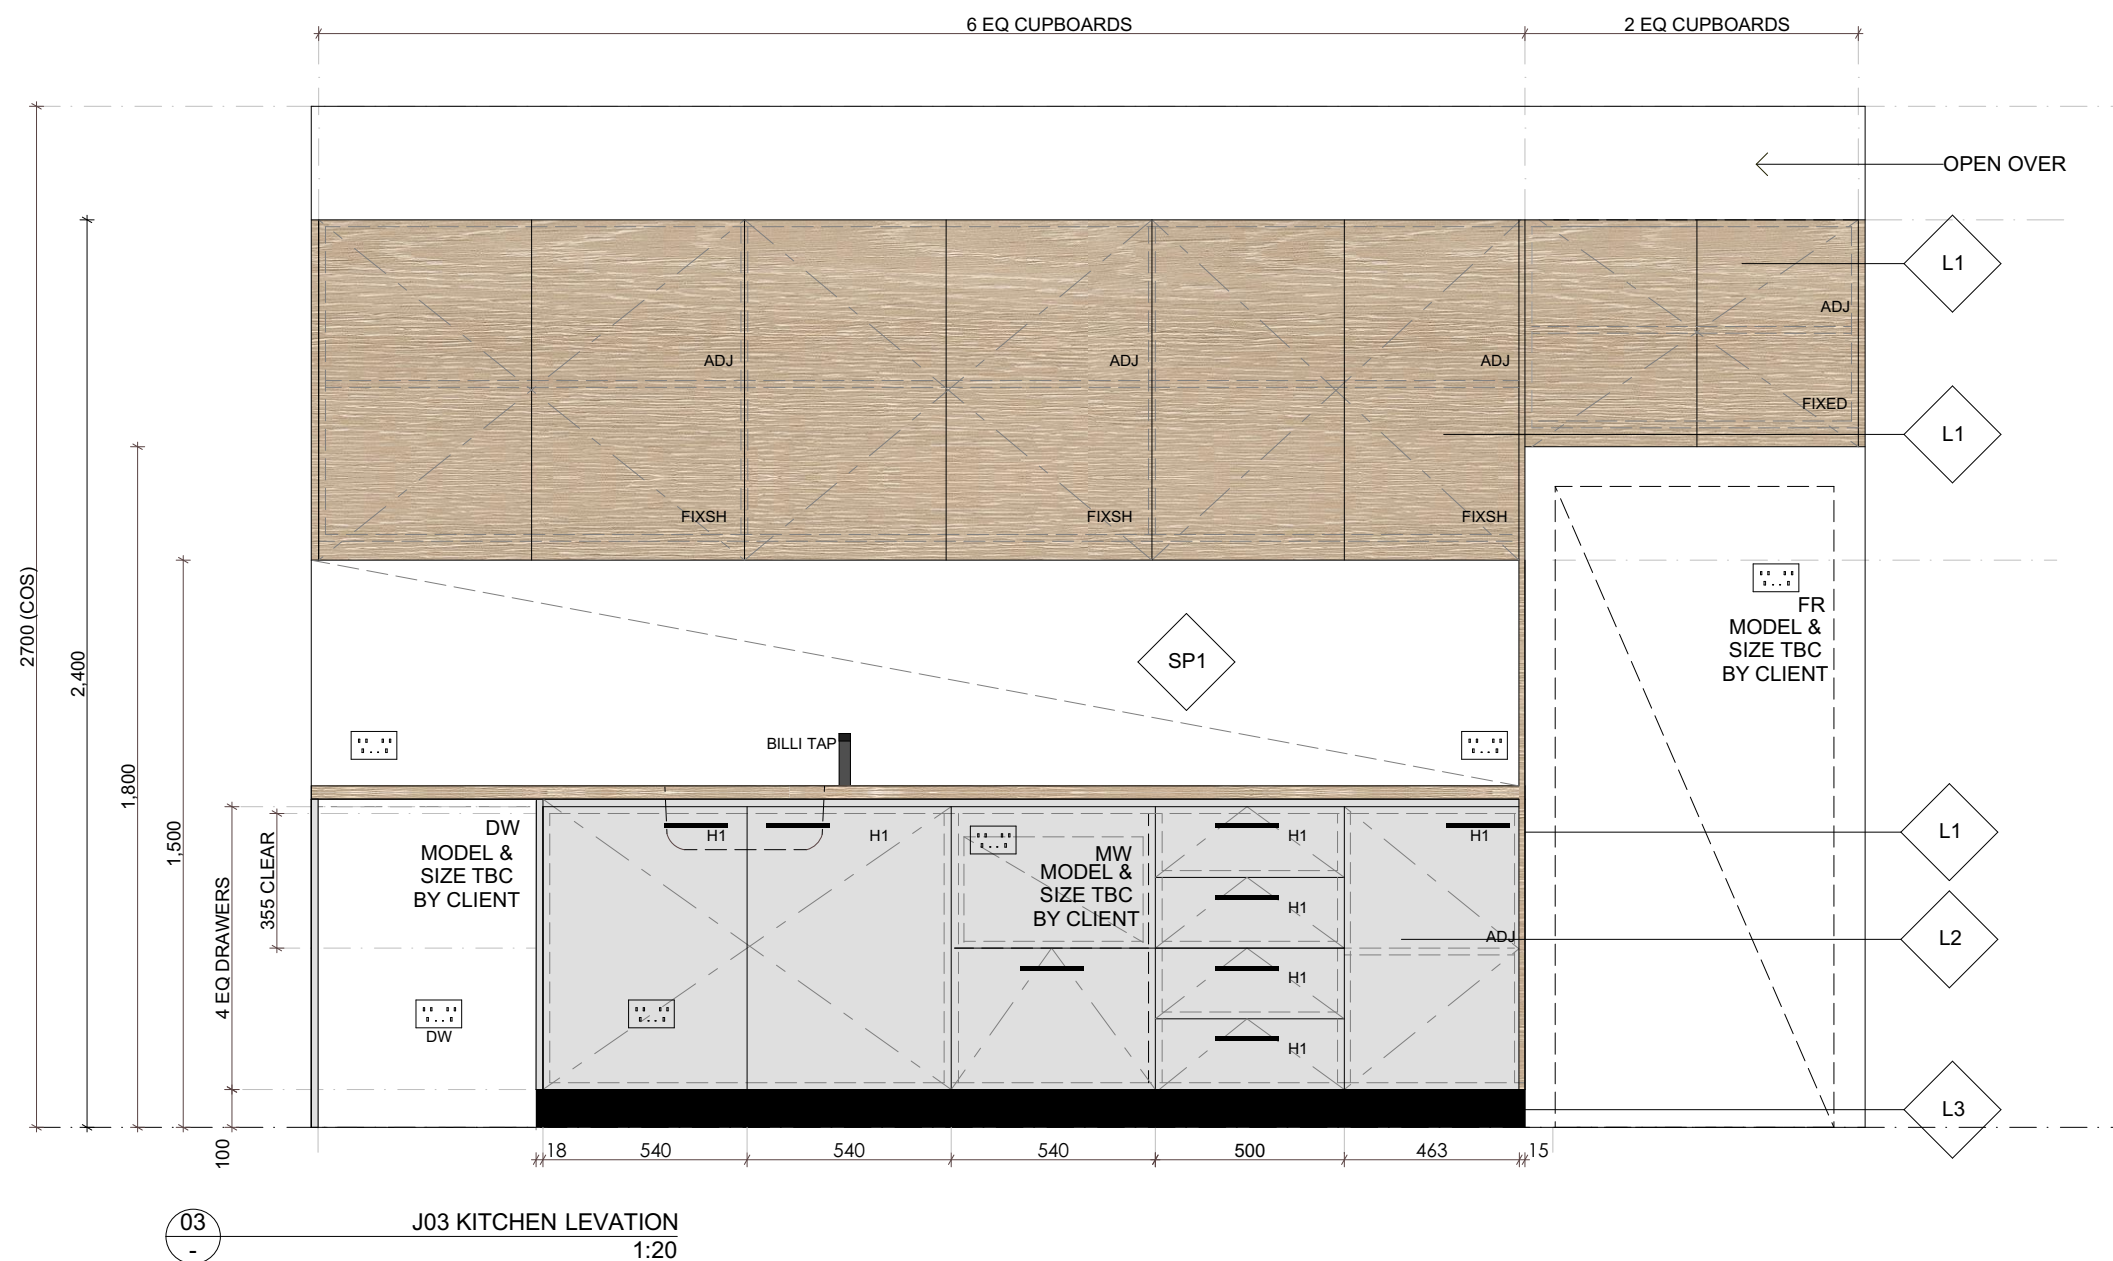 6 EQ CUPBOARDS
2 EQ CUPBOARDS
OPEN OVER
L1
ADJ
ADJ
ADJ
ADJ
FIXED
L1
FIXSH
FIXSH
FIXSH
2700 (COS)
2,400
1,800
1,500
FR
MODEL &
SIZE TBC
BY CLIENT
SP1
BILLI TAP
4 EQ DRAWERS
355 CLEAR
100
DW
MODEL &
SIZE TBC
BY CLIENT
DW
H1
H1
MW
MODEL &
SIZE TBC
BY CLIENT
H1
H1
H1
H1
H1
ADJ
L1
L2
L3
18
540
540
540
500
463
15
03
-
J03 KITCHEN LEVATION
1:20